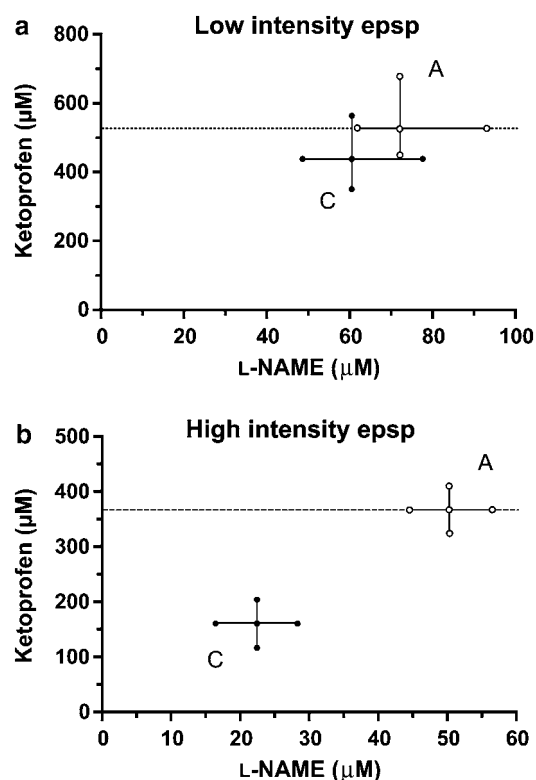 a
Low intensity epsp
800
600
400
200
0
Ketoprofen (µM)
A
C
0 20 40 60 80 100
L-NAME (µM)
b
High intensity epsp
500
400
300
200
100
0
Ketoprofen (µM)
A
C
0 10 20 30 40 50 60
L-NAME (µM)